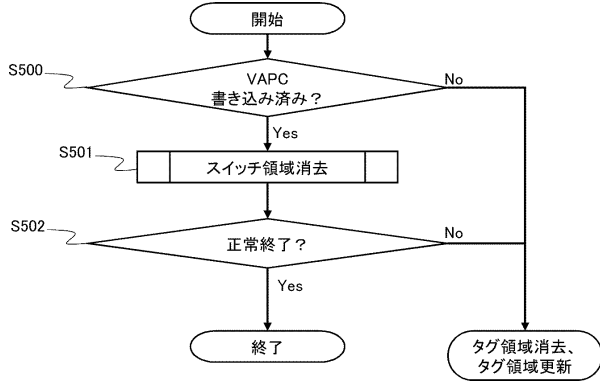 開始
S500
VAPC
書き込み済み？
No
Yes
S501
スイッチ領域消去
S502
正常終了？
No
Yes
終了
タグ領域消去、
タグ領域更新